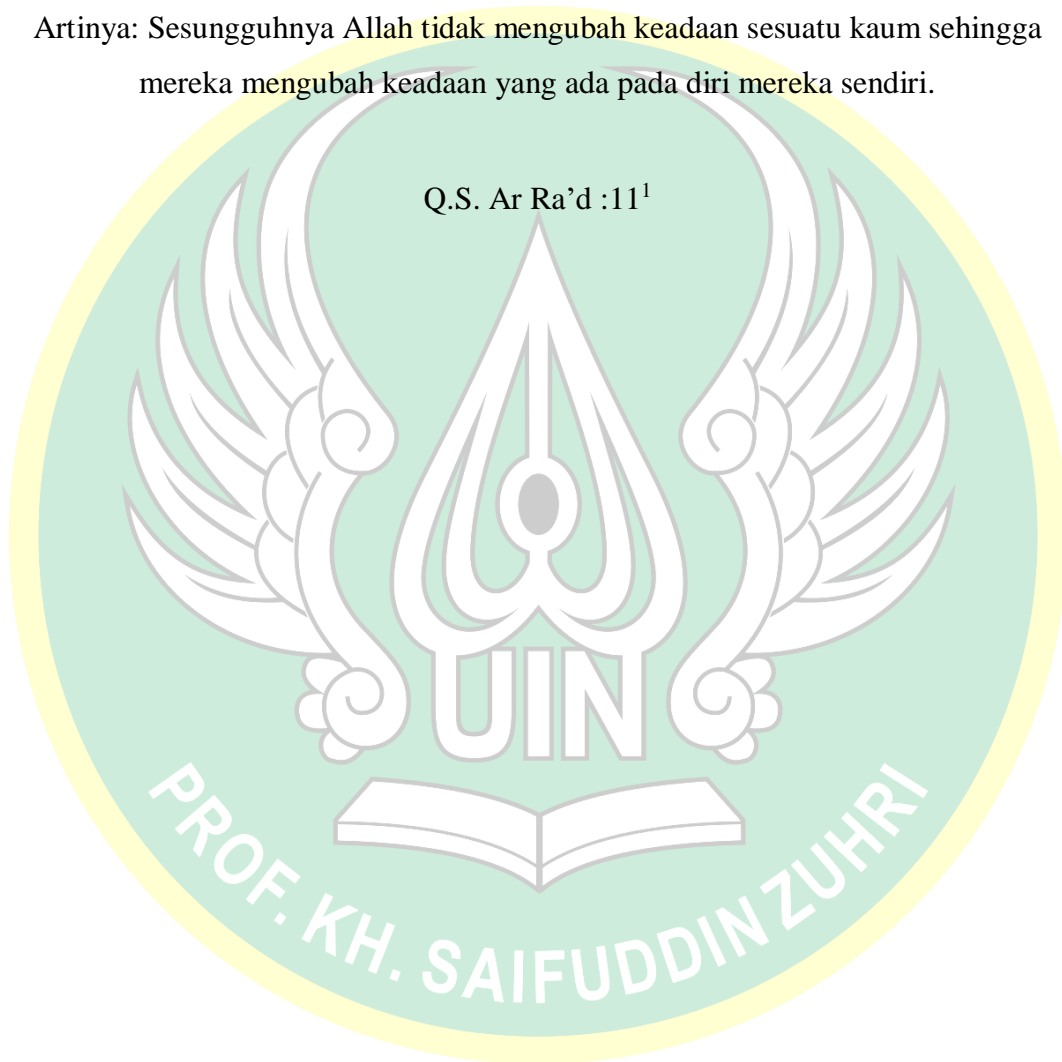 Artinya: Sesungguhnya Allah tidak mengubah keadaan sesuatu kaum sehingga
mereka mengubah keadaan yang ada pada diri mereka sendiri.
Q.S. Ar Ra’d :11¹
UIN
PROF. KH. SAIFUDDIN ZUHRI